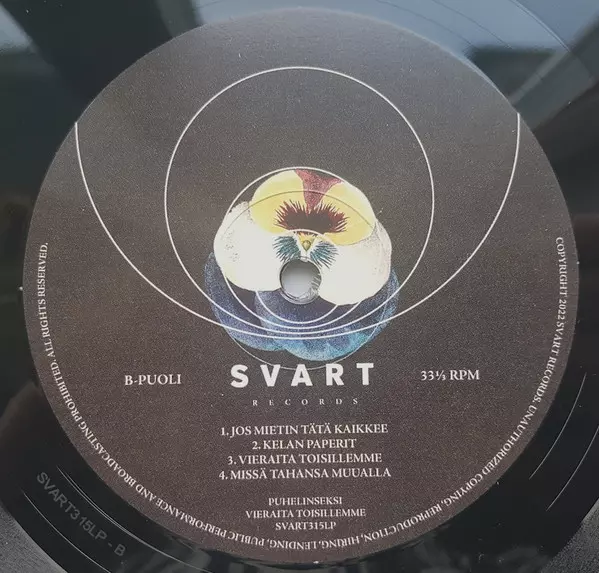 B-PUOLI
SVART
RECORDS
33⅓ RPM
1. JOS MIETIN TÄTÄ KAIKKEE
2. KELAN PAPERIT
3. VIERAITA TOISILLEMME
4. MISSÄ TAHANSA MUUALLA
PUHELINSEKSI
VIERAITA TOISILLEMME
SVART315LP
COPYRIGHT 2022 SVART RECORDS. UNAUTHORIZED COPYING, REPRODUCTION, HIRING, LENDING, PUBLIC PERFORMANCE AND BROADCASTING PROHIBITED. ALL RIGHTS RESERVED.
SVART315LP - B